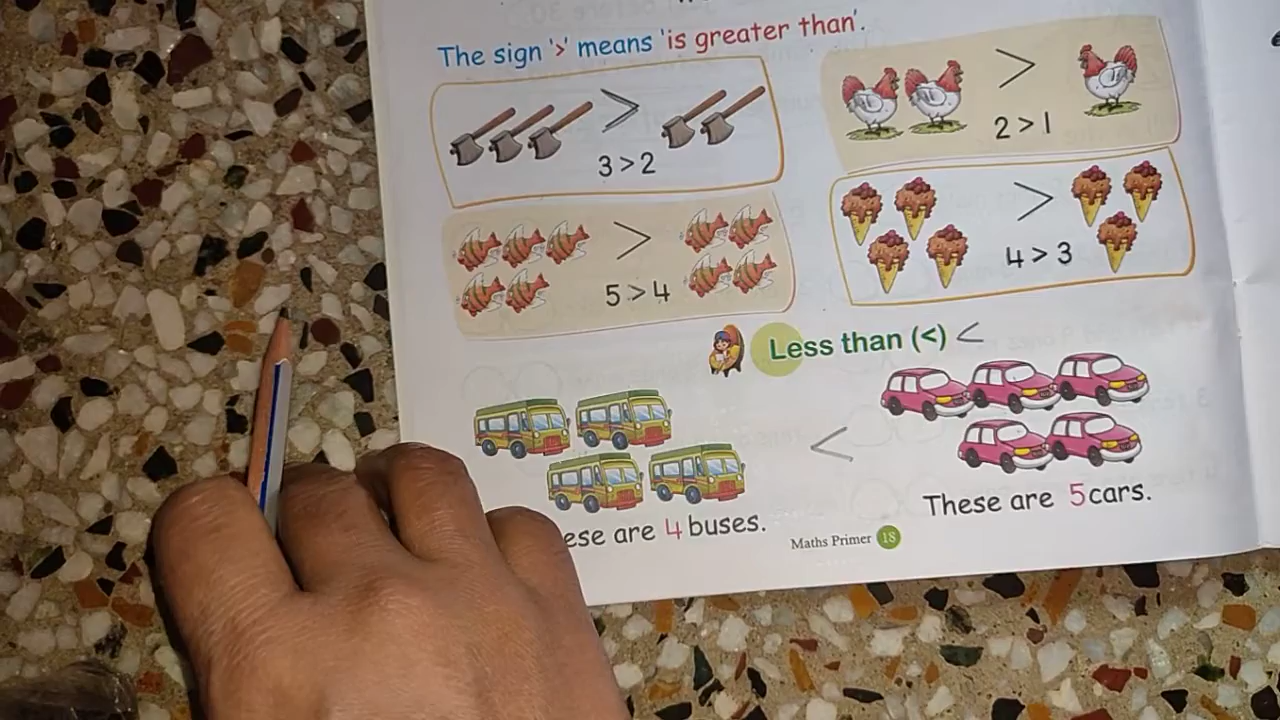 The sign '>' means 'is greater than'.
>
3 > 2
>
2 > 1
>
5 > 4
>
4 > 3
Less than (<) <
<
ese are 4 buses.
These are 5 cars.
Maths Primer 18